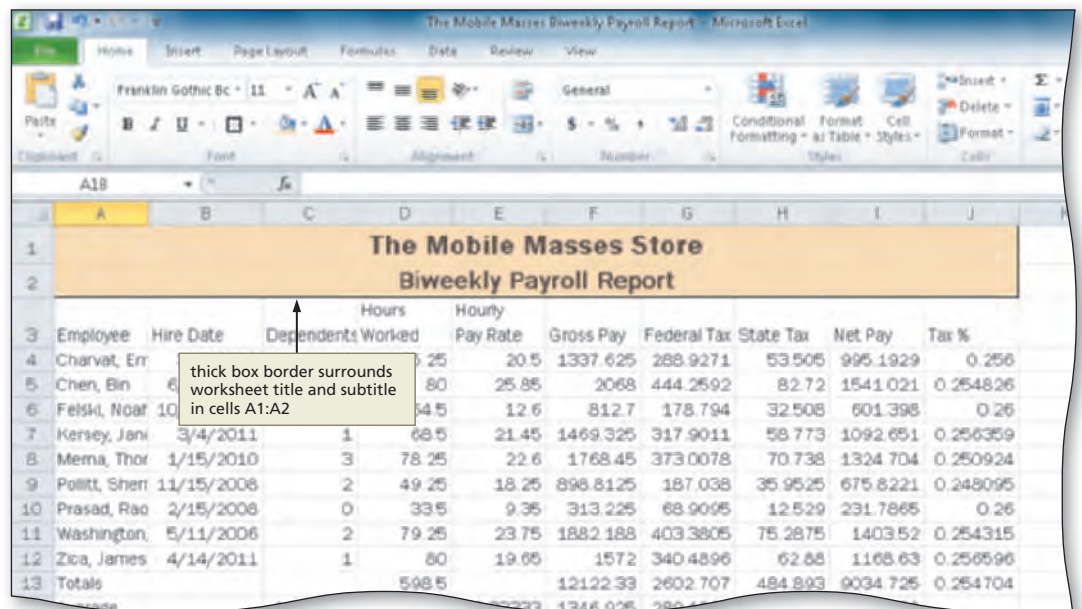 The Mobile Masses Biweekly Payroll Report - Microsoft Excel
File Home Insert Page Layout Formulas Data Review View
Paste
Franklin Gothic Bc 11
General
Conditional Formatting
Format as Table
Cell Styles
Insert
Delete
Format
Clipboard Font Alignment Number Styles Cells
A18 fx
A B C D E F G H I J
1 The Mobile Masses Store
2 Biweekly Payroll Report
Hours Hourly
3 Employee Hire Date Dependents Worked Pay Rate Gross Pay Federal Tax State Tax Net Pay Tax %
4 Charvat, Em 20.5 1337.625 288.9271 53.505 995.1929 0.256
5 Chen, Bin 80 25.85 2068 444.2592 82.72 1541.021 0.254826
6 Felski, Noah 12.6 812.7 178.794 32.508 601.398 0.26
7 Kersey, Jani 3/4/2011 1 68.5 21.45 1469.325 317.9011 58.773 1092.651 0.256359
8 Merna, Thor 1/15/2010 3 78.25 22.6 1768.45 373.0078 70.738 1324.704 0.250924
9 Pollitt, Sherr 11/15/2008 2 49.25 18.25 898.8125 187.038 35.9525 675.8221 0.248095
10 Prasad, Rao 2/15/2008 0 33.5 9.35 313.225 68.9095 12.529 231.7865 0.26
11 Washington, 5/11/2006 2 79.25 23.75 1882.188 403.3805 75.2875 1403.52 0.254315
12 Zica, James 4/14/2011 1 80 19.65 1572 340.4896 62.88 1168.63 0.256596
13 Totals 598.5 12122.33 2602.707 484.893 9034.725 0.254704
thick box border surrounds
worksheet title and subtitle
in cells A1:A2